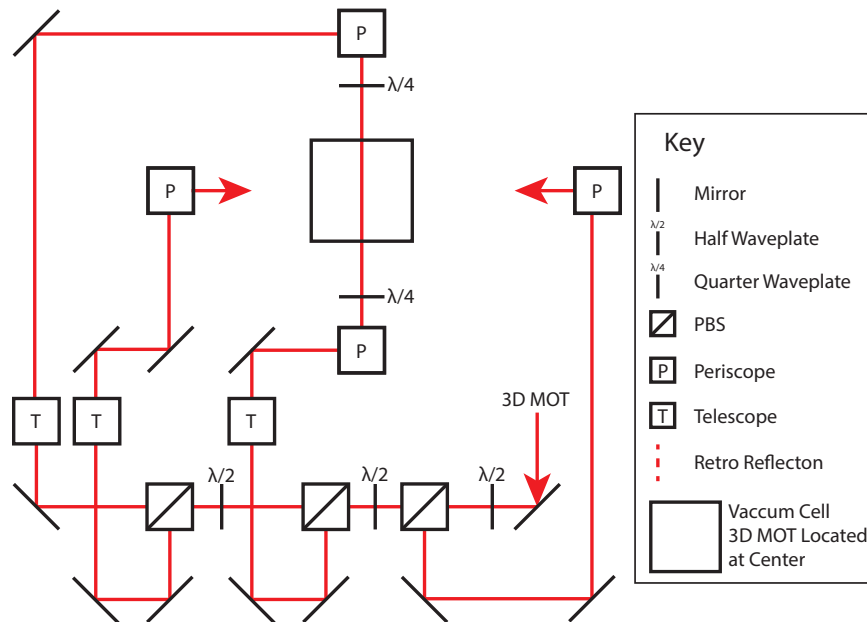 P
λ/4
P
P
λ/4
P
T
T
T
3D MOT
λ/2
λ/2
λ/2
Key
Mirror
λ/2
Half Waveplate
λ/4
Quarter Waveplate
PBS
P
Periscope
T
Telescope
Retro Reflecton
Vaccum Cell
3D MOT Located
at Center